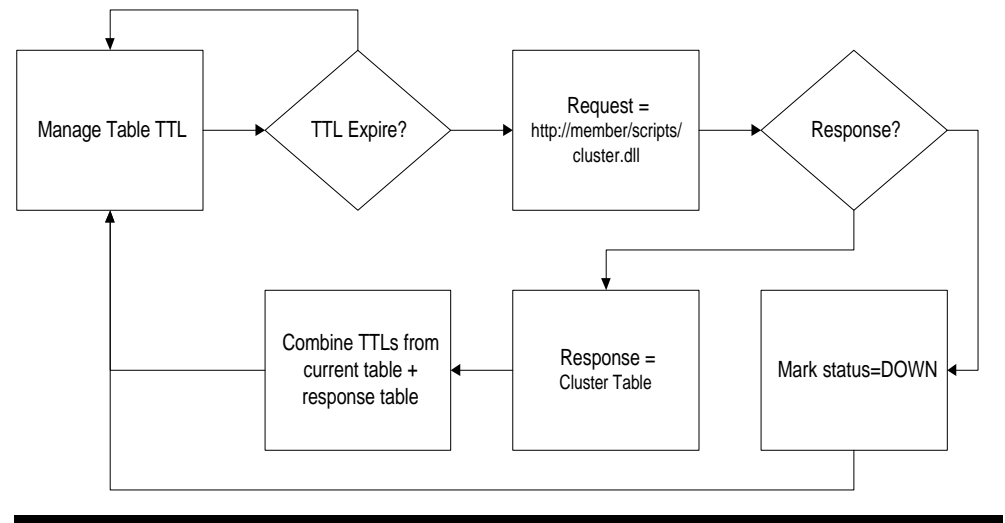 Manage Table TTL
TTL Expire?
Request =
http://member/scripts/
cluster.dll
Response?
Combine TTLs from
current table +
response table
Response =
Cluster Table
Mark status=DOWN